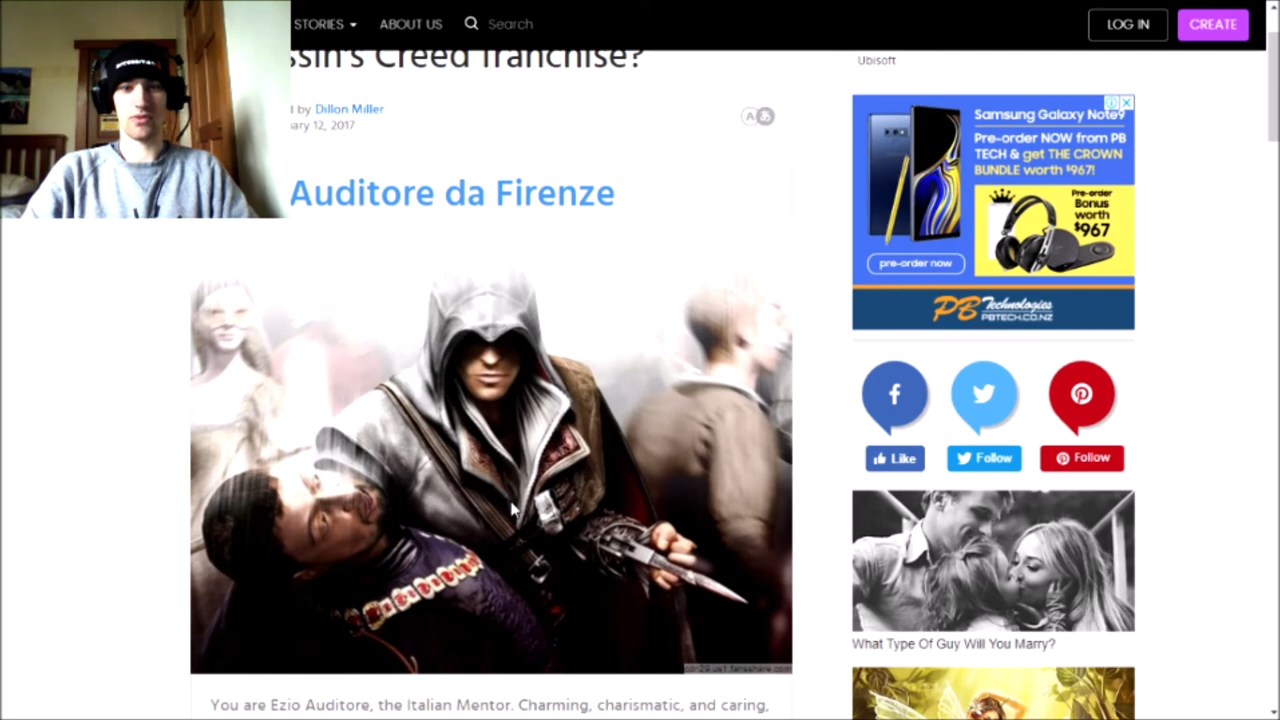 STORIES ABOUT US Search LOG IN CREATE
ssin's Creed franchise?
d by Dillon Miller
ary 12, 2017
Auditore da Firenze
You are Ezio Auditore, the Italian Mentor. Charming, charismatic, and caring,
Ubisoft
Samsung Galaxy Note9
Pre-order NOW from PB
TECH & get THE CROWN
BUNDLE worth $967!
Pre-order
Bonus
worth
$967
pre-order now
PB Technologies
PBTECH.CO.NZ
Like Follow Follow
What Type Of Guy Will You Marry?